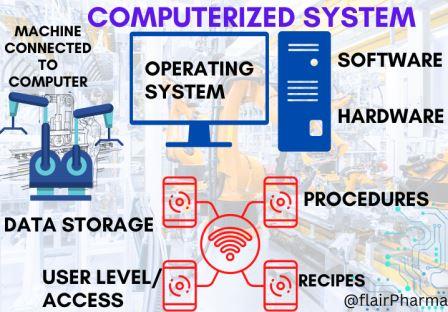 COMPUTERIZED SYSTEM
MACHINE
CONNECTED
TO
COMPUTER
OPERATING
SYSTEM
SOFTWARE
HARDWARE
DATA STORAGE
PROCEDURES
USER LEVEL/
ACCESS
RECIPES
@flairPharma